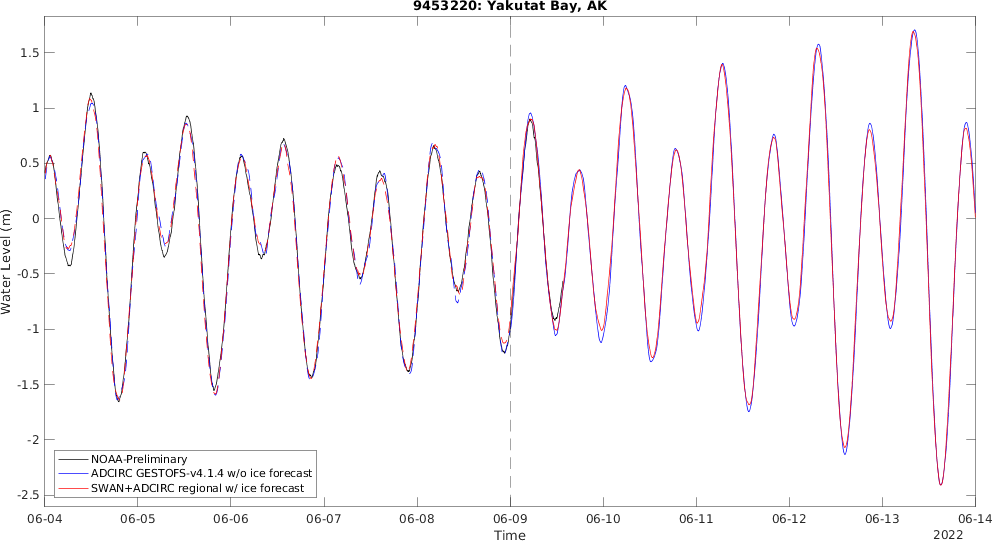 9453220: Yakutat Bay, AK
1.5
1
0.5
0
-0.5
-1
-1.5
-2
-2.5
Water Level (m)
NOAA-Preliminary
ADCIRC GESTOFS-v4.1.4 w/o ice forecast
SWAN+ADCIRC regional w/ ice forecast
06-04 06-05 06-06 06-07 06-08 06-09 06-10 06-11 06-12 06-13 06-14
Time
2022